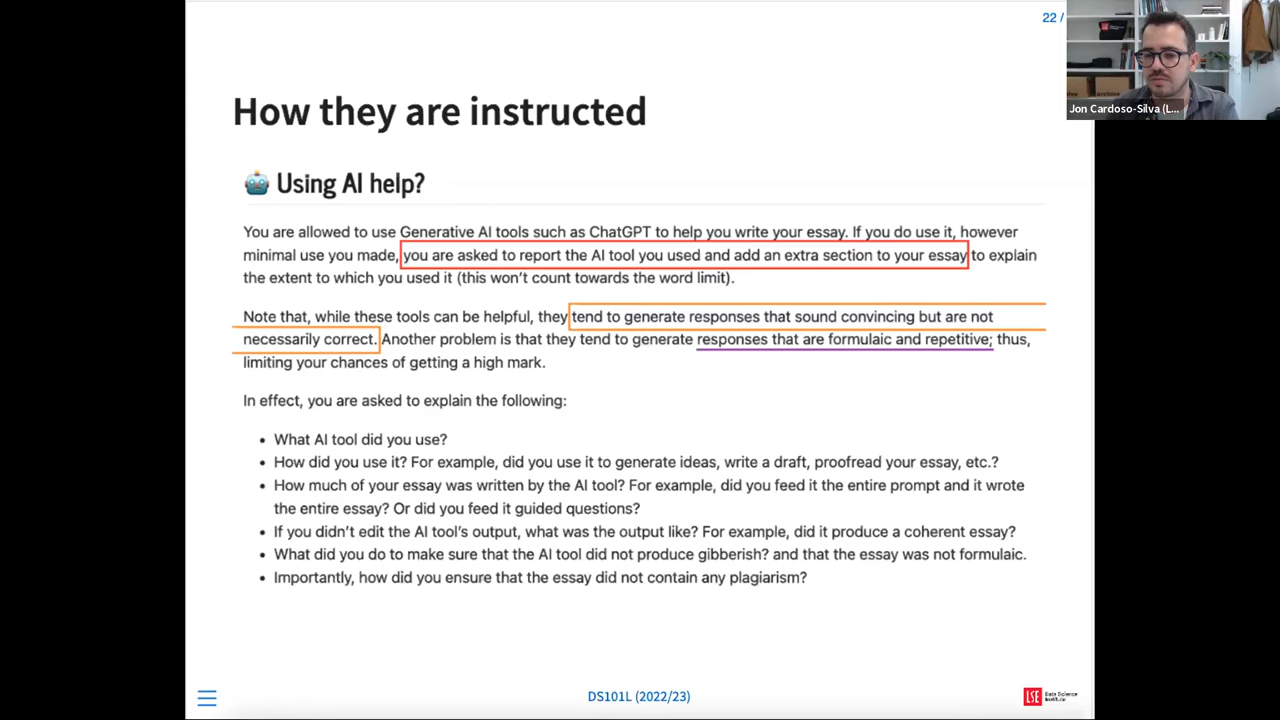 22 /
Jon Cardoso-Silva (L...
How they are instructed
Using AI help?
You are allowed to use Generative AI tools such as ChatGPT to help you write your essay. If you do use it, however
minimal use you made, you are asked to report the AI tool you used and add an extra section to your essay to explain
the extent to which you used it (this won't count towards the word limit).
Note that, while these tools can be helpful, they tend to generate responses that sound convincing but are not
necessarily correct. Another problem is that they tend to generate responses that are formulaic and repetitive; thus,
limiting your chances of getting a high mark.
In effect, you are asked to explain the following:
• What AI tool did you use?
• How did you use it? For example, did you use it to generate ideas, write a draft, proofread your essay, etc.?
• How much of your essay was written by the AI tool? For example, did you feed it the entire prompt and it wrote
the entire essay? Or did you feed it guided questions?
• If you didn't edit the AI tool's output, what was the output like? For example, did it produce a coherent essay?
• What did you do to make sure that the AI tool did not produce gibberish? and that the essay was not formulaic.
• Importantly, how did you ensure that the essay did not contain any plagiarism?
DS101L (2022/23)
LSE Data Science
Institute